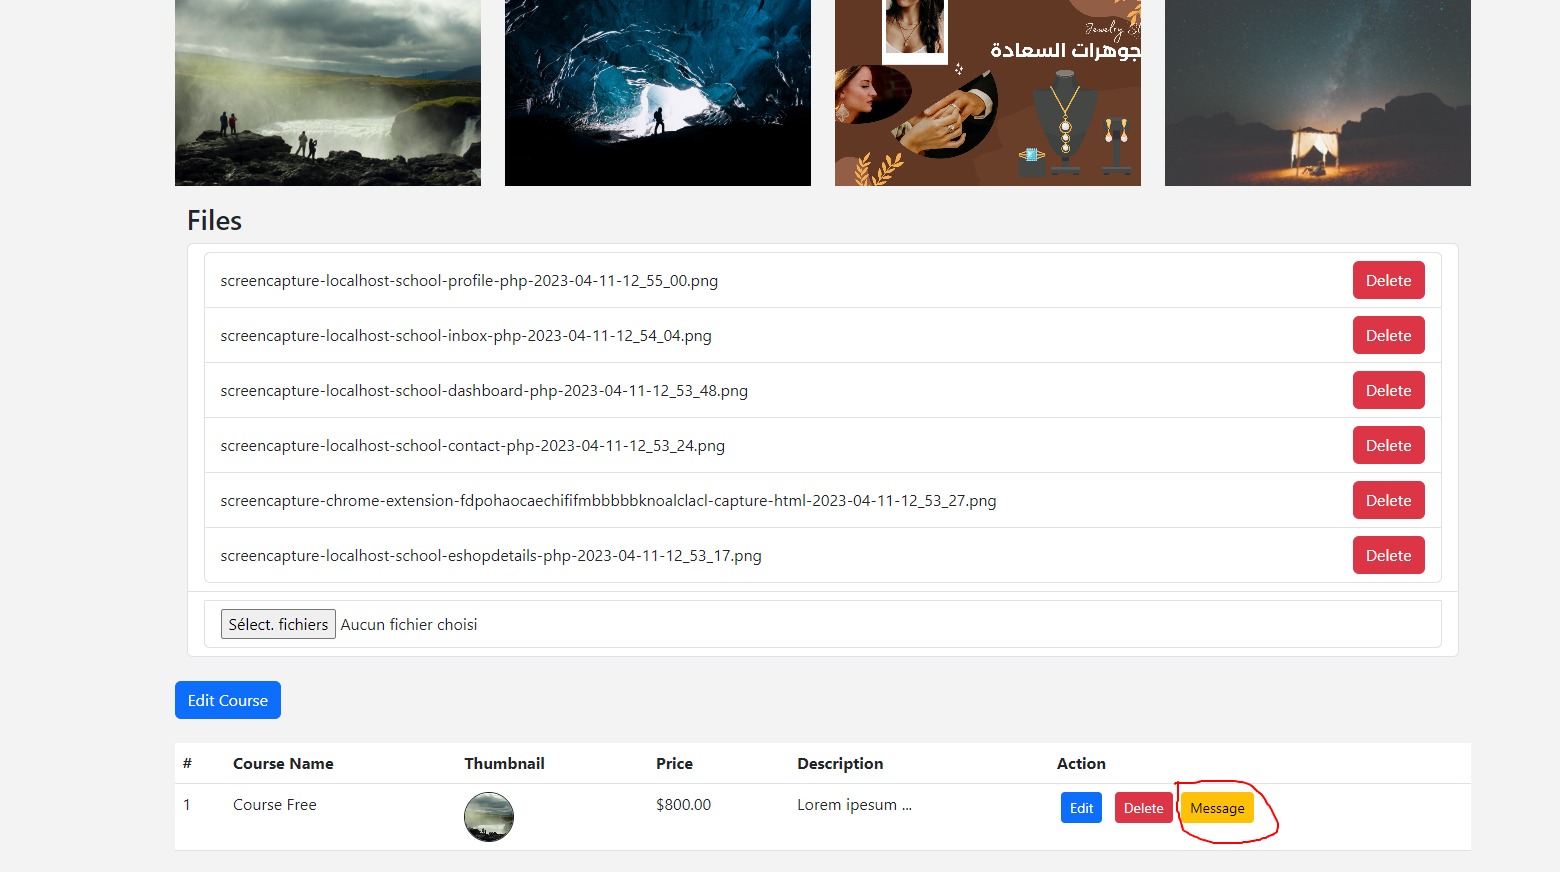 Jewelry St
جوهرات السعادة
Files
screencapture-localhost-school-profile-php-2023-04-11-12_55_00.png Delete
screencapture-localhost-school-inbox-php-2023-04-11-12_54_04.png Delete
screencapture-localhost-school-dashboard-php-2023-04-11-12_53_48.png Delete
screencapture-localhost-school-contact-php-2023-04-11-12_53_24.png Delete
screencapture-chrome-extension-fdpohaocaechififmbbbbbknoalclacl-capture-html-2023-04-11-12_53_27.png Delete
screencapture-localhost-school-eshopdetails-php-2023-04-11-12_53_17.png Delete
Sélect. fichiers Aucun fichier choisi
Edit Course
# Course Name Thumbnail Price Description Action
1 Course Free $800.00 Lorem ipesum ... Edit Delete Message